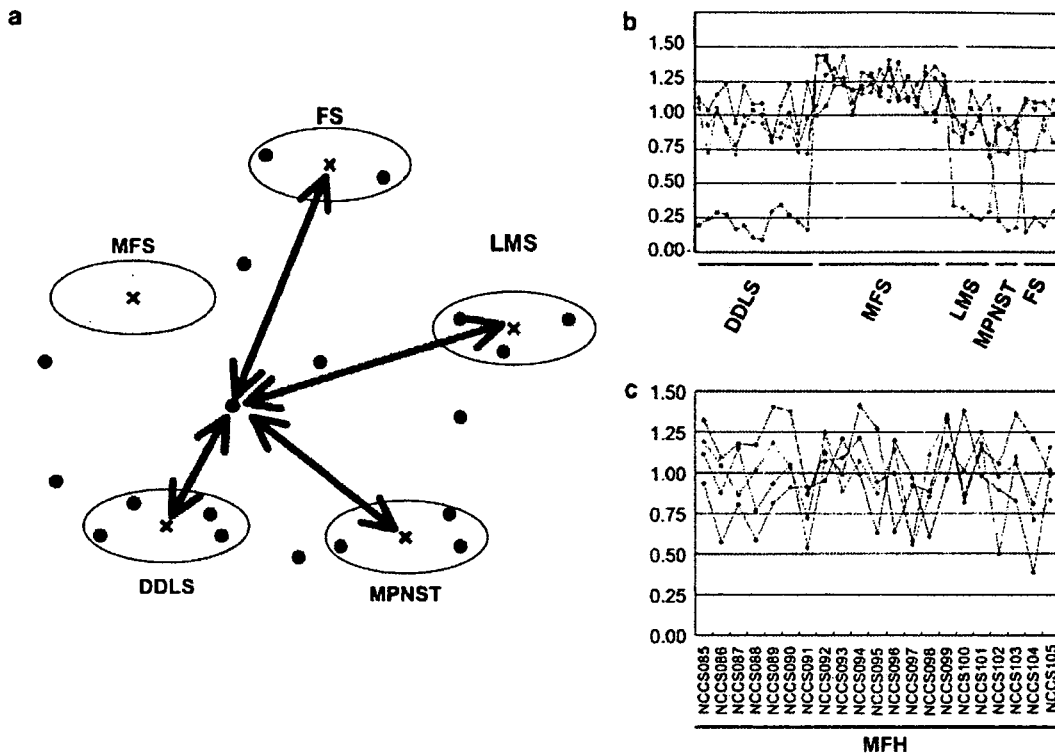 a
FS
LMS
MFS
DDLS
MPNST
b
1.50
1.25
1.00
0.75
0.50
0.25
0.00
DDLS
MFS
LMS
MPNST
FS
c
1.50
1.25
1.00
0.75
0.50
0.25
0.00
NCCS085
NCCS086
NCCS087
NCCS088
NCCS089
NCCS090
NCCS091
NCCS092
NCCS093
NCCS094
NCCS095
NCCS096
NCCS097
NCCS098
NCCS099
NCCS100
NCCS101
NCCS102
NCCS103
NCCS104
NCCS105
MFH